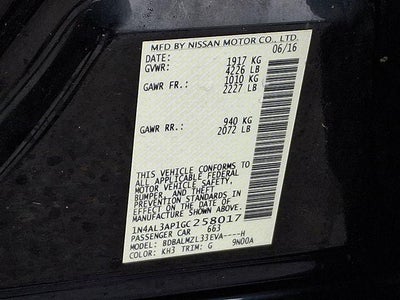 MFD BY NISSAN MOTOR CO., LTD.
DATE: 06/16
GVWR: 1917 KG
4226 LB
GAWR FR.: 1010 KG
2227 LB
GAWR RR.: 940 KG
2072 LB
THIS VEHICLE CONFORMS TO
ALL APPLICABLE FEDERAL
MOTOR VEHICLE SAFETY,
BUMPER, AND THEFT
PREVENTION STANDARDS IN
EFFECT ON THE DATE OF
MANUFACTURE SHOWN ABOVE.
1N4AL3AP1GC258017
PASSENGER CAR 663
MODEL: BDBALMZL33EVA----H
COLOR: KH3 TRIM: G 9N00A